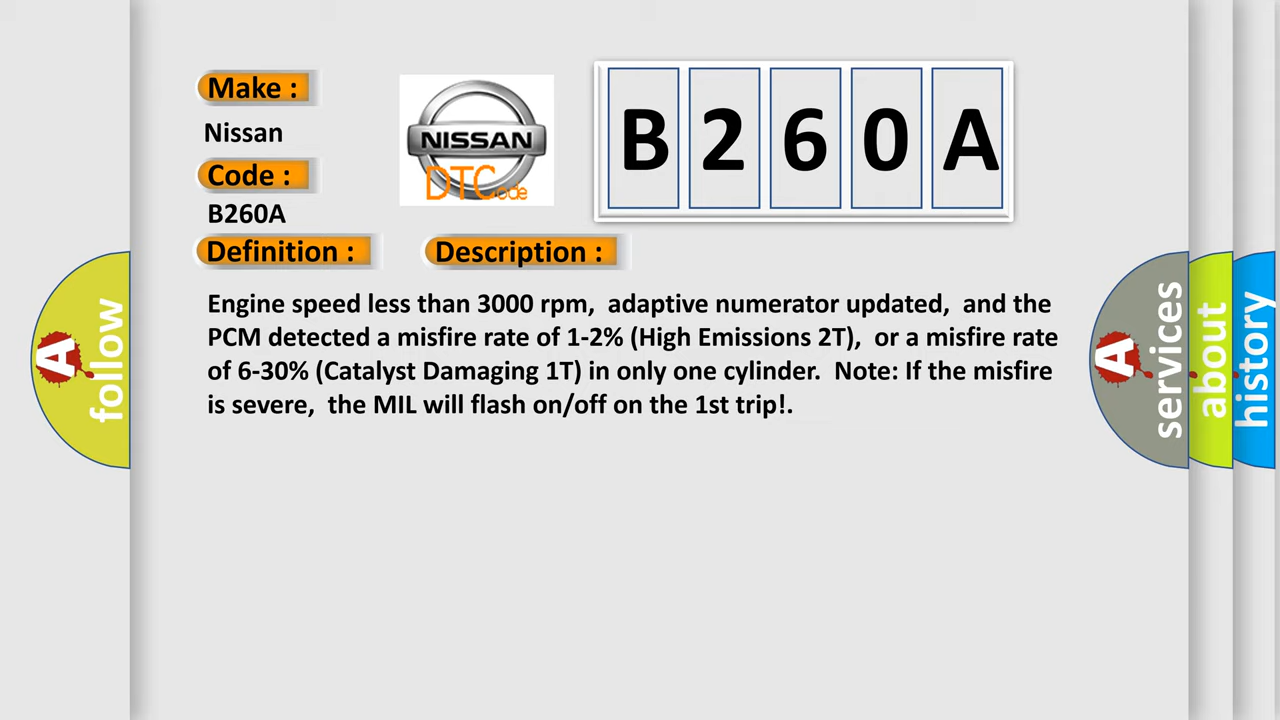 Make :
Nissan
Code :
B260A
NISSAN
DTCode
B260A
Definition :
Description :
Engine speed less than 3000 rpm, adaptive numerator updated, and the
PCM detected a misfire rate of 1-2% (High Emissions 2T), or a misfire rate
of 6-30% (Catalyst Damaging 1T) in only one cylinder. Note: If the misfire
is severe, the MIL will flash on/off on the 1st trip!.
A
follow
A
services
about
history